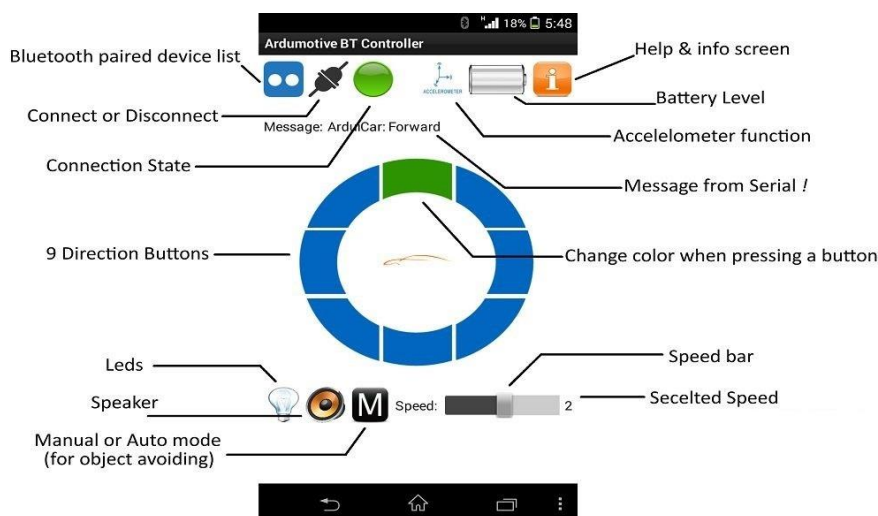 H 18% 5:48
Ardumotive BT Controller
Bluetooth paired device list
Help & info screen
ACCELEROMETER
Battery Level
Connect or Disconnect
Message: ArduiCar: Forward
Accelelometer function
Connection State
Message from Serial !
9 Direction Buttons
Change color when pressing a button
Leds
Speed bar
Speaker
M
Speed:
2
Secelted Speed
Manual or Auto mode
(for object avoiding)